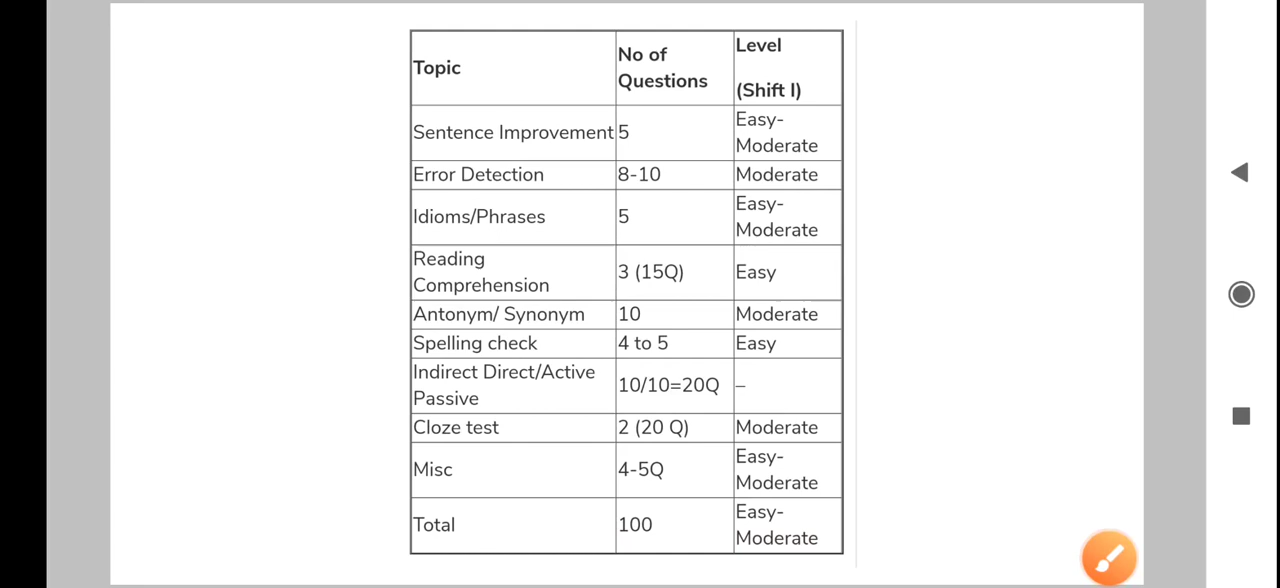 Topic
No of
Questions
Level
(Shift I)
Sentence Improvement
5
Easy-
Moderate
Error Detection
8-10
Moderate
Idioms/Phrases
5
Easy-
Moderate
Reading
Comprehension
3 (15Q)
Easy
Antonym/ Synonym
10
Moderate
Spelling check
4 to 5
Easy
Indirect Direct/Active
Passive
10/10=20Q
–
Cloze test
2 (20 Q)
Moderate
Misc
4-5Q
Easy-
Moderate
Total
100
Easy-
Moderate